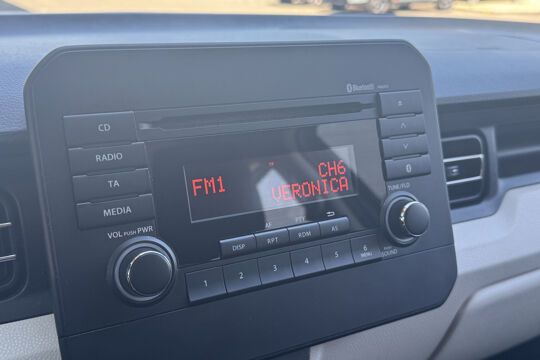 Bluetooth
CD
RADIO
TA
MEDIA
VOL PUSH PWR
FM1
CH6
VERONICA
TUNE/FLD
AF
PTY
DISP
RPT
RDM
AS
1
2
3
4
5
6
MENU
SOUND